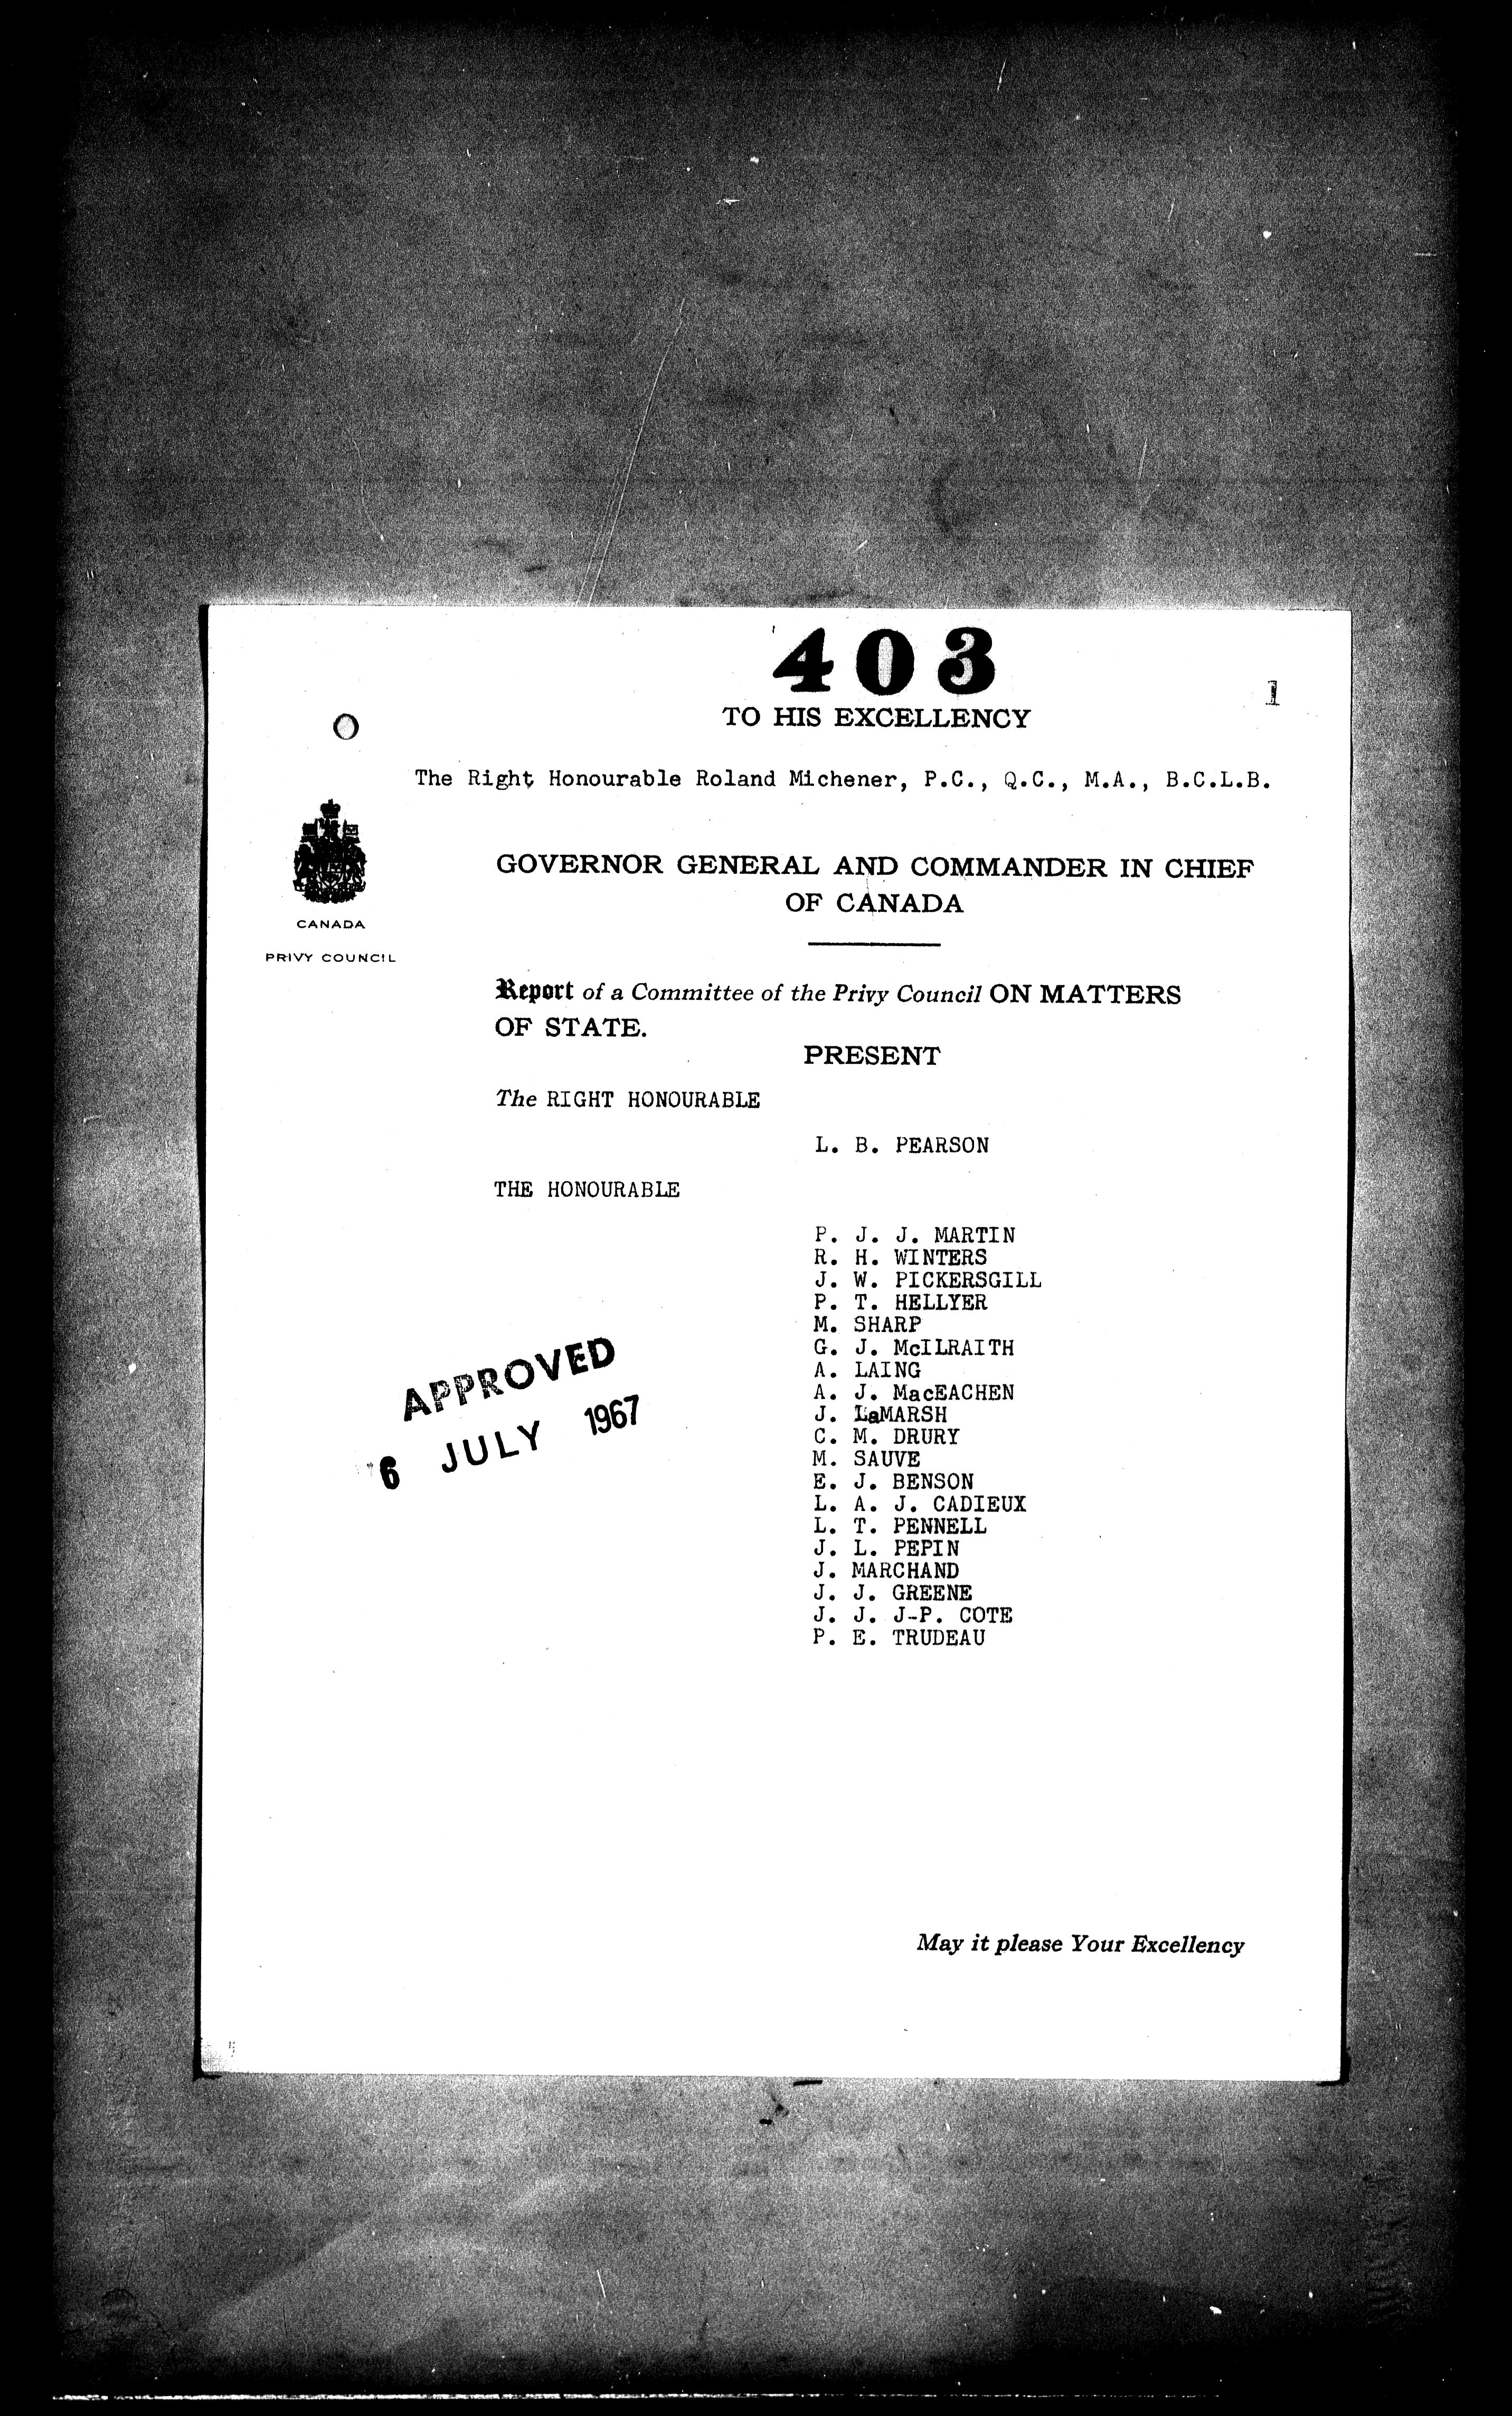 403
1
TO HIS EXCELLENCY
The Right Honourable Roland Michener, P.C., Q.C., M.A., B.C.L.B.
GOVERNOR GENERAL AND COMMANDER IN CHIEF
OF CANADA
CANADA
PRIVY COUNCIL
Report of a Committee of the Privy Council ON MATTERS
OF STATE.
PRESENT
The RIGHT HONOURABLE
L. B. PEARSON
THE HONOURABLE
P. J. J. MARTIN
R. H. WINTERS
J. W. PICKERSGILL
P. T. HELLYER
M. SHARP
G. J. McILRAITH
A. LAING
A. J. MacEACHEN
J. LaMARSH
C. M. DRURY
M. SAUVE
E. J. BENSON
L. A. J. CADIEUX
L. T. PENNELL
J. L. PEPIN
J. MARCHAND
J. J. GREENE
J. J. J-P. COTE
P. E. TRUDEAU
APPROVED
6 JULY 1967
May it please Your Excellency